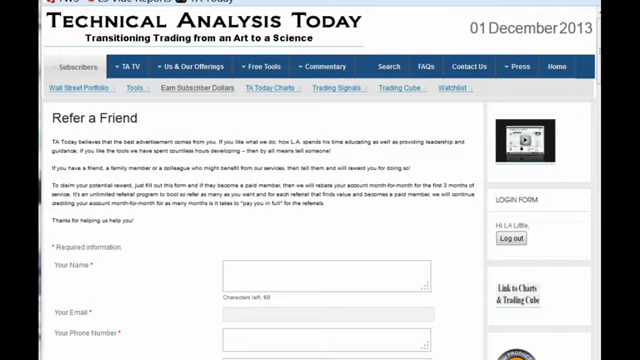 TECHNICAL ANALYSIS TODAY
Transitioning Trading from an Art to a Science
01 December 2013
Subscribers TA TV Us & Our Offerings Free Tools Commentary Search FAQs Contact Us Press Home
Wall Street Portfolio Tools Earn Subscriber Dollars TA Today Charts Trading Signals Trading Cube Watchlist
Refer a Friend
TA Today believes that the best advertisement comes from you. If you like what we do; how L.A. spends his time educating as well as providing leadership and
guidance; if you like the tools we have spent countless hours developing -- then by all means tell someone!
If you have a friend, a family member or a colleague who might benefit from our services, then tell them and we will reward you for doing so!
To claim your potential reward, just fill out this form and if they become a paid member, then we will rebate your account month-for-month for the first 3 months of
service. It's an unlimited referral program to boot so refer as many as you want and for each referral that finds value and becomes a paid member, we will continue
crediting your account month-for-month for as many months is it takes to "pay you in full" for the referrals.
Thanks for helping us help you!
* Required information.
Your Name *
Characters left: 60
Your Email *
Your Phone Number *
LOGIN FORM
Hi LA Little,
Log out
Link to Charts
& Trading Cube